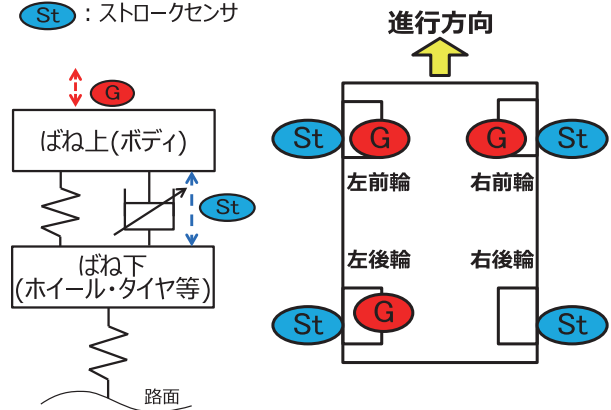 St：ストロークセンサ
G
ばね上(ボディ)
St
ばね下
(ホイール・タイヤ等)
路面
進行方向
St G G St
左前輪 右前輪
左後輪 右後輪
St G St